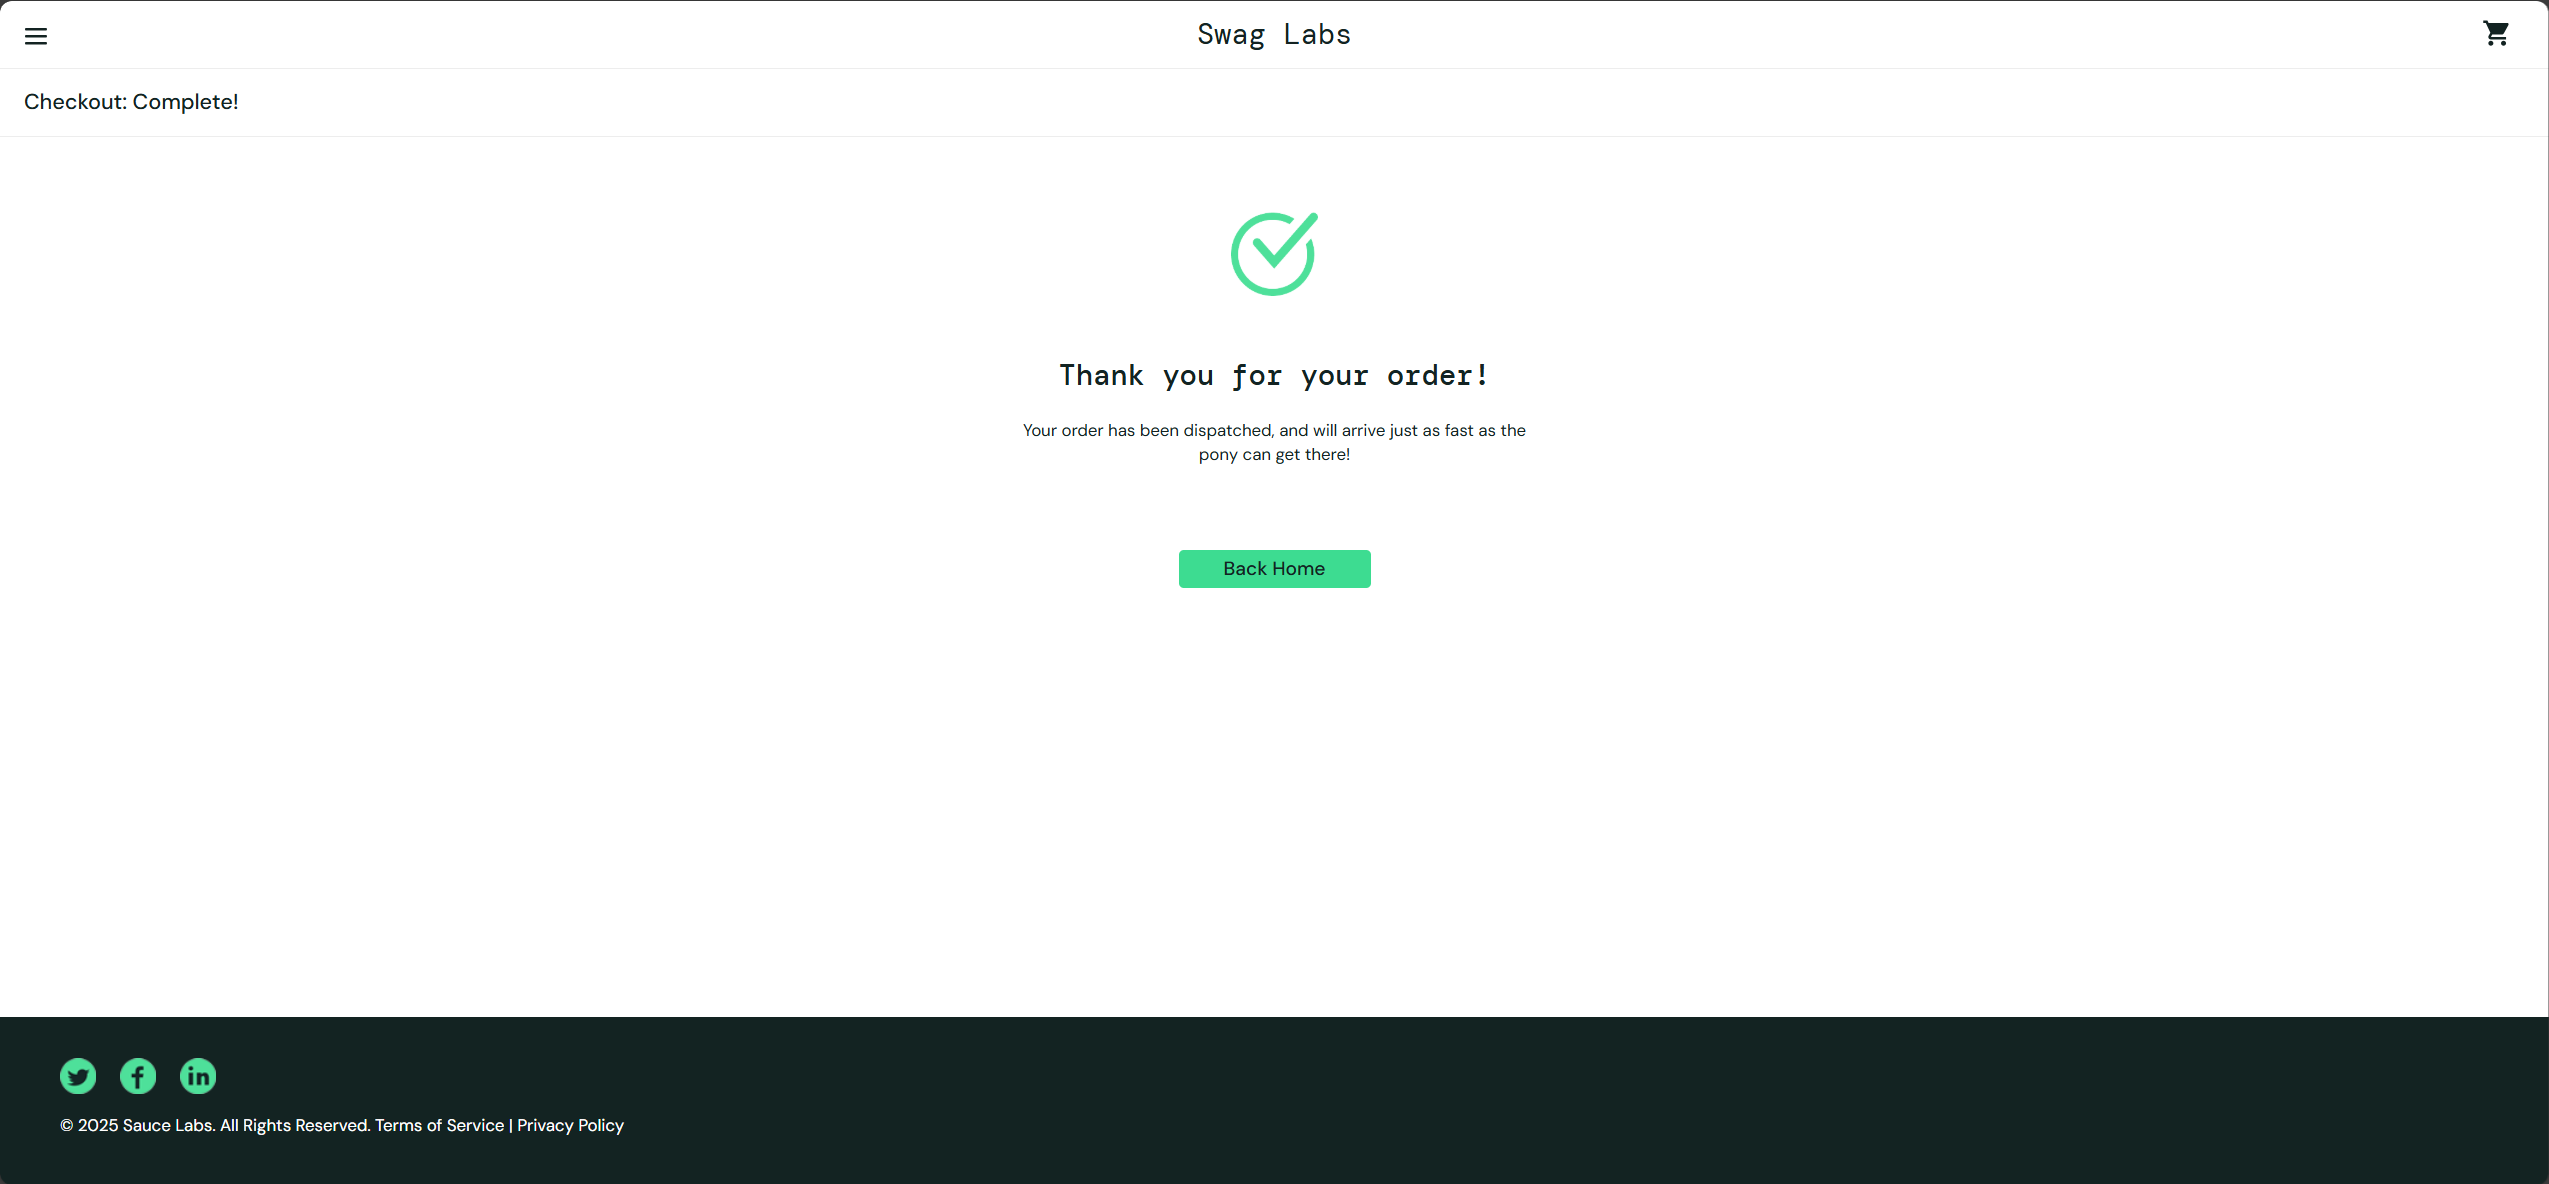 Swag Labs
Checkout: Complete!
Thank you for your order!
Your order has been dispatched, and will arrive just as fast as the
pony can get there!
Back Home
© 2025 Sauce Labs. All Rights Reserved. Terms of Service | Privacy Policy